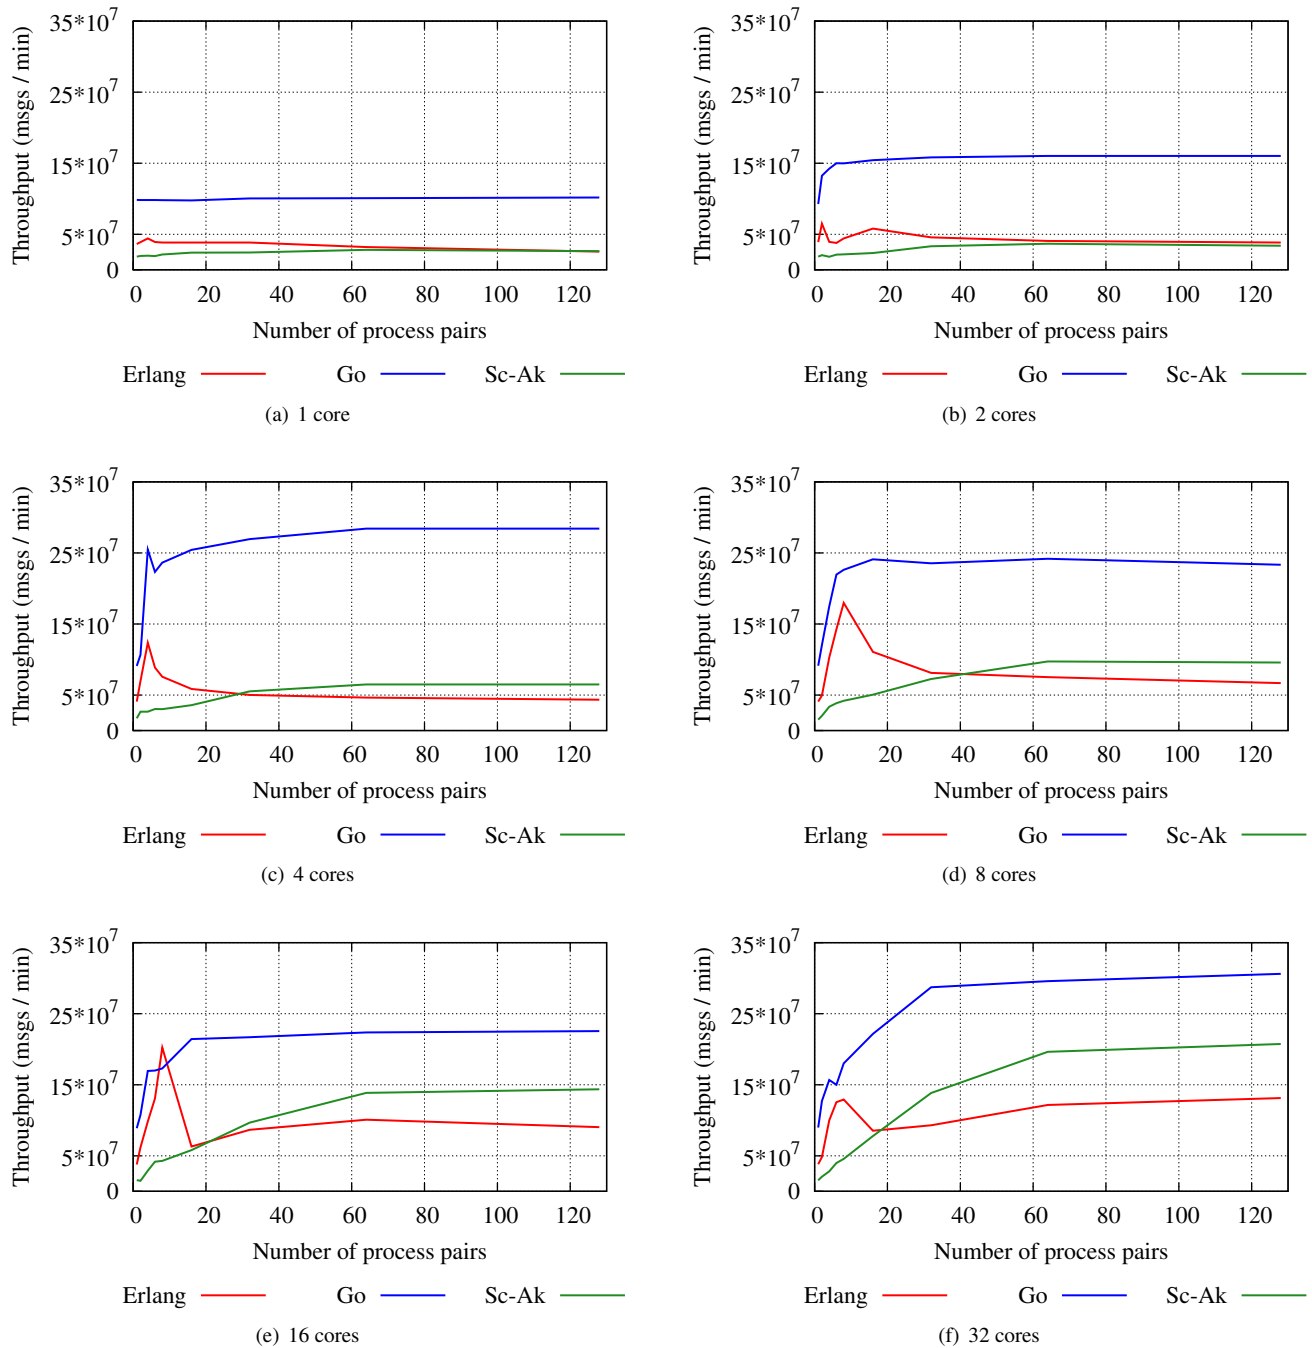 Throughput (msgs / min)
35*10^7
25*10^7
15*10^7
5*10^7
0
0 20 40 60 80 100 120
Number of process pairs
Erlang Go Sc-Ak
(a) 1 core
Throughput (msgs / min)
35*10^7
25*10^7
15*10^7
5*10^7
0
0 20 40 60 80 100 120
Number of process pairs
Erlang Go Sc-Ak
(b) 2 cores
Throughput (msgs / min)
35*10^7
25*10^7
15*10^7
5*10^7
0
0 20 40 60 80 100 120
Number of process pairs
Erlang Go Sc-Ak
(c) 4 cores
Throughput (msgs / min)
35*10^7
25*10^7
15*10^7
5*10^7
0
0 20 40 60 80 100 120
Number of process pairs
Erlang Go Sc-Ak
(d) 8 cores
Throughput (msgs / min)
35*10^7
25*10^7
15*10^7
5*10^7
0
0 20 40 60 80 100 120
Number of process pairs
Erlang Go Sc-Ak
(e) 16 cores
Throughput (msgs / min)
35*10^7
25*10^7
15*10^7
5*10^7
0
0 20 40 60 80 100 120
Number of process pairs
Erlang Go Sc-Ak
(f) 32 cores